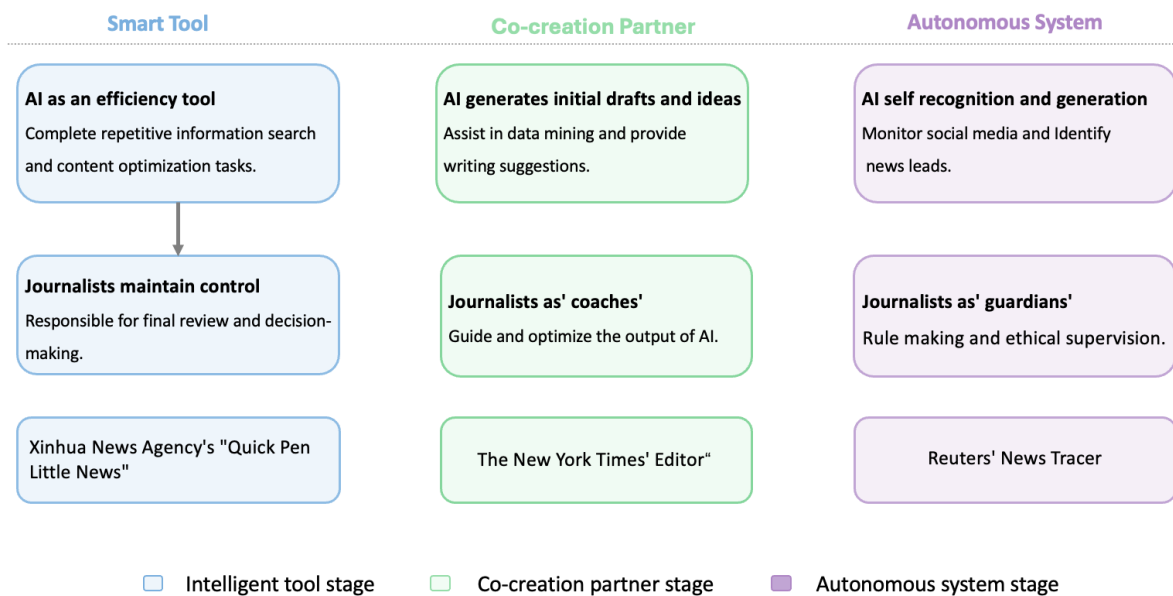 Smart Tool
Co-creation Partner
Autonomous System
AI as an efficiency tool
Complete repetitive information search
and content optimization tasks.
AI generates initial drafts and ideas
Assist in data mining and provide
writing suggestions.
AI self recognition and generation
Monitor social media and Identify
news leads.
Journalists maintain control
Responsible for final review and decision-
making.
Journalists as' coaches'
Guide and optimize the output of AI.
Journalists as' guardians'
Rule making and ethical supervision.
Xinhua News Agency's "Quick Pen
Little News"
The New York Times' Editor“
Reuters' News Tracer
Intelligent tool stage
Co-creation partner stage
Autonomous system stage